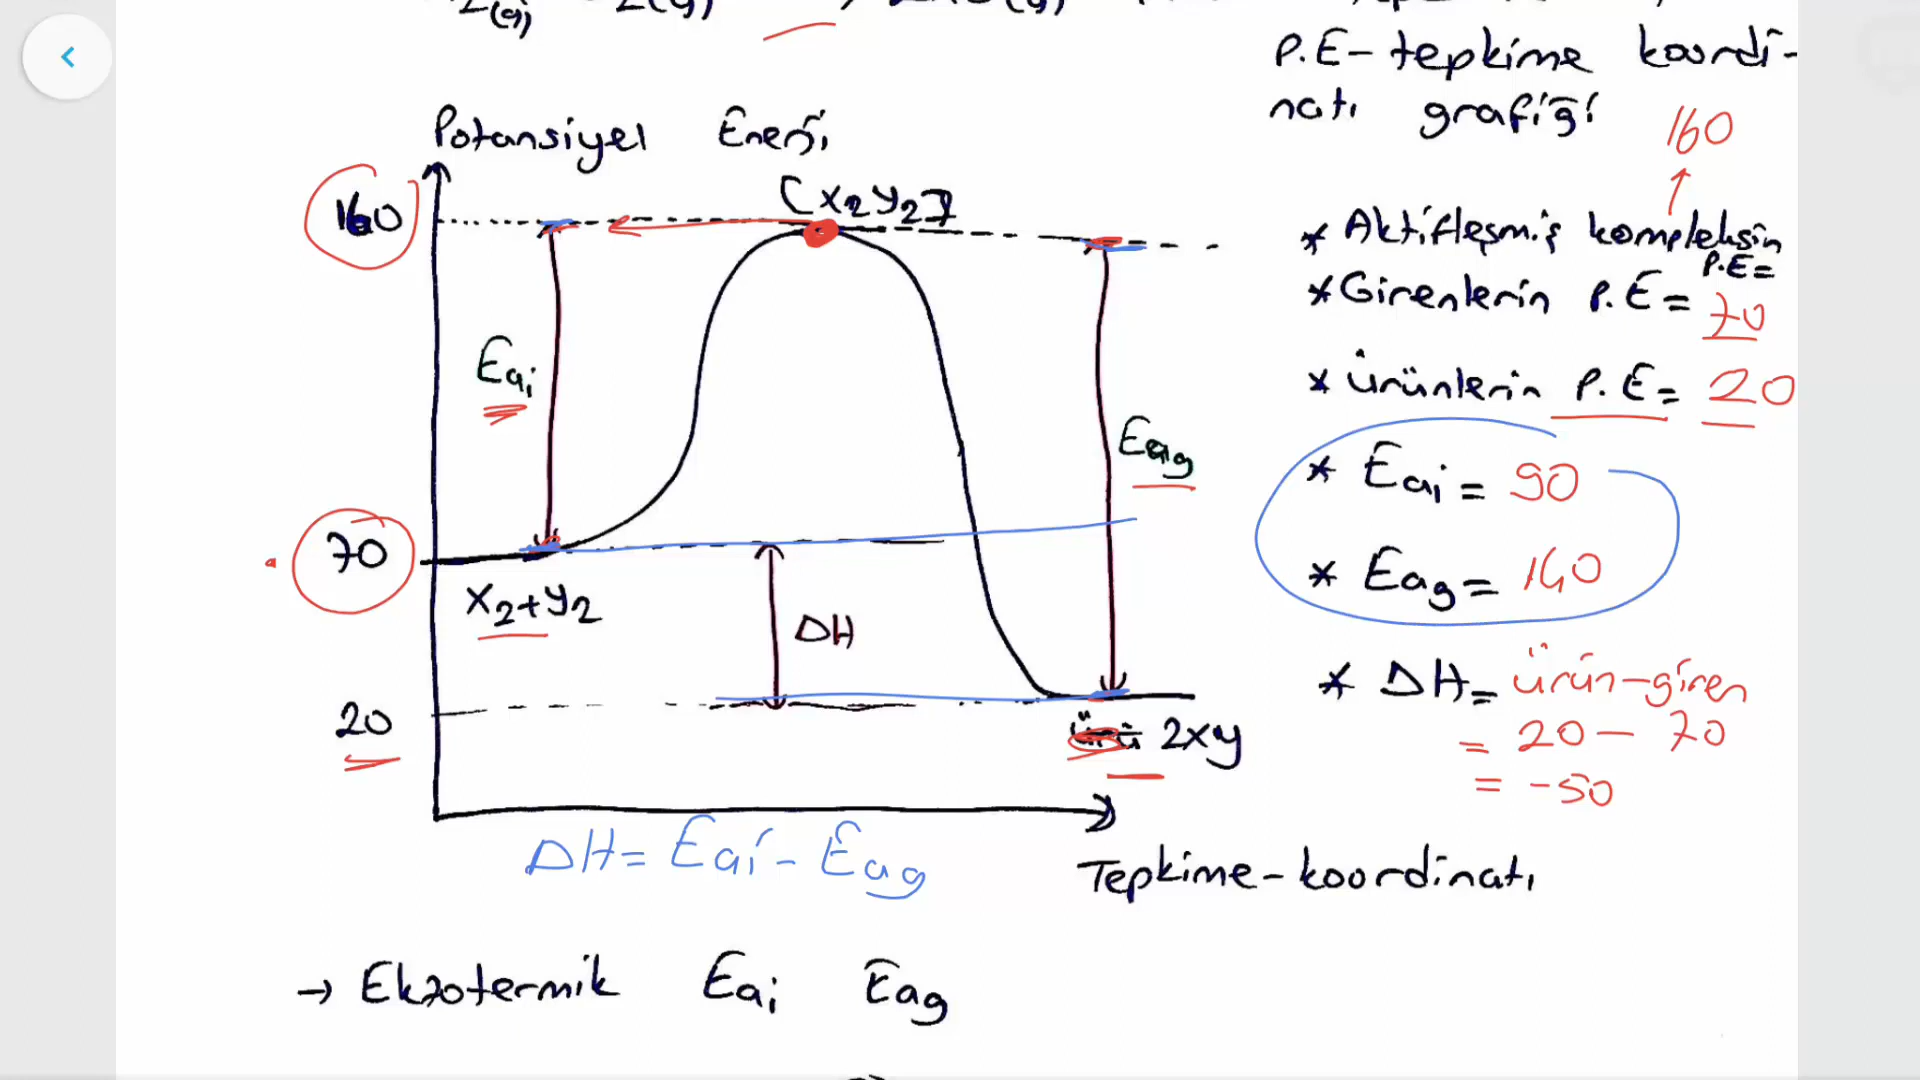 P.E- tepkime koordi-
natı grafiği
160
Potansiyel Enerji
160
[X2Y2]
* Aktifleşmiş kompleksin
P.E=
* Girenlerin P.E= 70
Eai
* Ürünlerin P.E= 20
Eag
* Eai= 90
70
* Eag= 140
X2+Y2
ΔH
* ΔH= ürün-giren
20
2xy
= 20- 70
= -50
ΔH= Eai- Eag
Tepkime-koordinatı
→ Ekzotermik Eai Eag